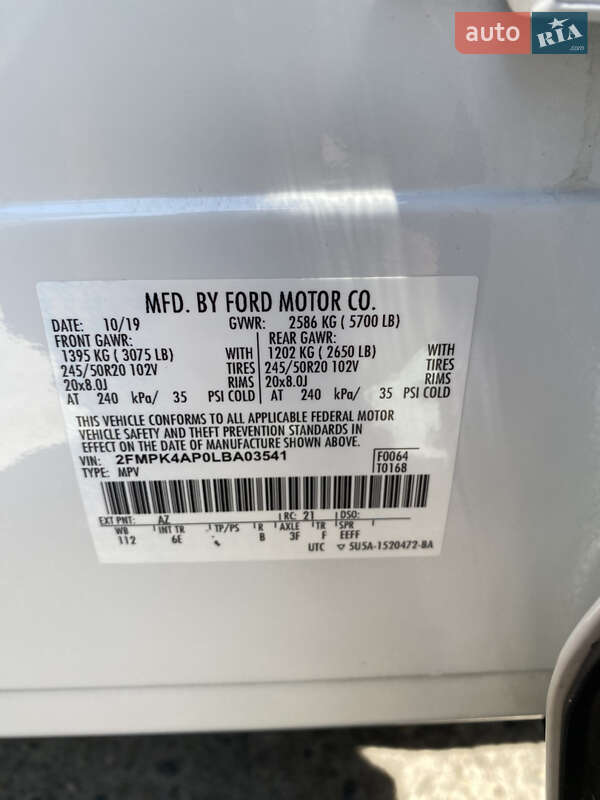 auto RIA .com
MFD. BY FORD MOTOR CO.
DATE: 10/19 GVWR: 2586 KG ( 5700 LB)
FRONT GAWR: REAR GAWR:
1395 KG ( 3075 LB) WITH 1202 KG ( 2650 LB) WITH
245/50R20 102V TIRES 245/50R20 102V TIRES
20x8.0J RIMS 20x8.0J RIMS
AT 240 kPa/ 35 PSI COLD AT 240 kPa/ 35 PSI COLD
THIS VEHICLE CONFORMS TO ALL APPLICABLE FEDERAL MOTOR
VEHICLE SAFETY AND THEFT PREVENTION STANDARDS IN
EFFECT ON THE DATE OF MANUFACTURE SHOWN ABOVE.
VIN: 2FMPK4AP0LBA03541 F0064
TYPE: MPV T0168
EXT PNT: AZ RC: 21 DSO:
WB INT TR TP/PS R AXLE TR SPR
112 6E B 3F F EEFF
UTC ▽ 5U5A-1520472-BA